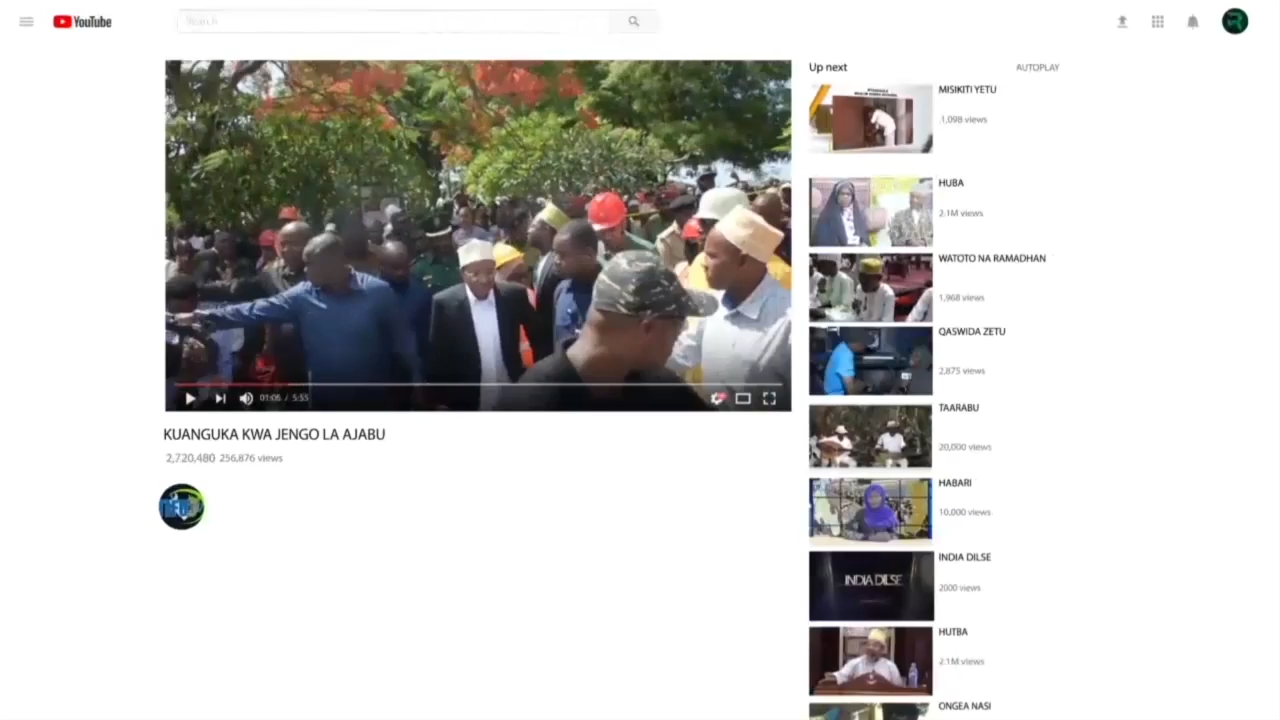 YouTube
Search
01:06 / 5:55
KUANGUKA KWA JENGO LA AJABU
2,720,480 256,876 views
Up next
AUTOPLAY
MISIKITI YETU
1,098 views
HUBA
2.1M views
WATOTO NA RAMADHAN
1,968 views
QASWIDA ZETU
2,875 views
TAARABU
20,000 views
HABARI
10,000 views
INDIA DILSE
INDIA DILSE
2000 views
HUTBA
2.1M views
ONGEA NASI